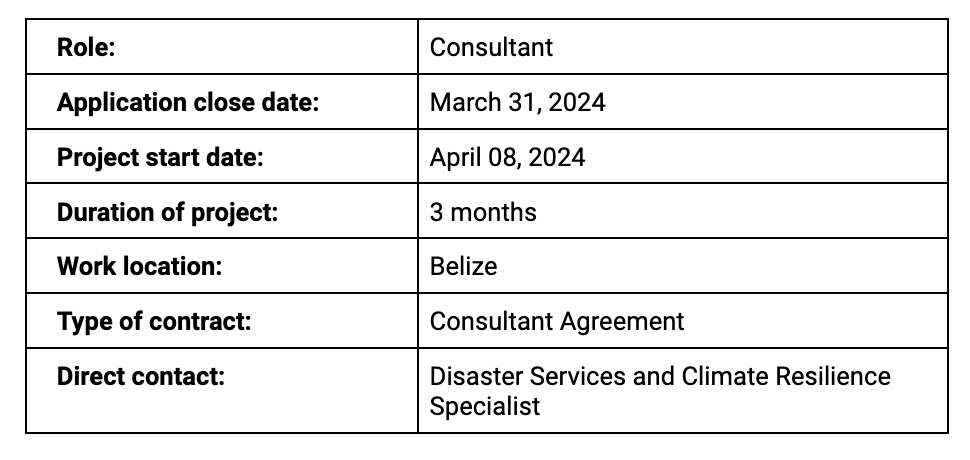 Role: Consultant
Application close date: March 31, 2024
Project start date: April 08, 2024
Duration of project: 3 months
Work location: Belize
Type of contract: Consultant Agreement
Direct contact: Disaster Services and Climate Resilience
Specialist